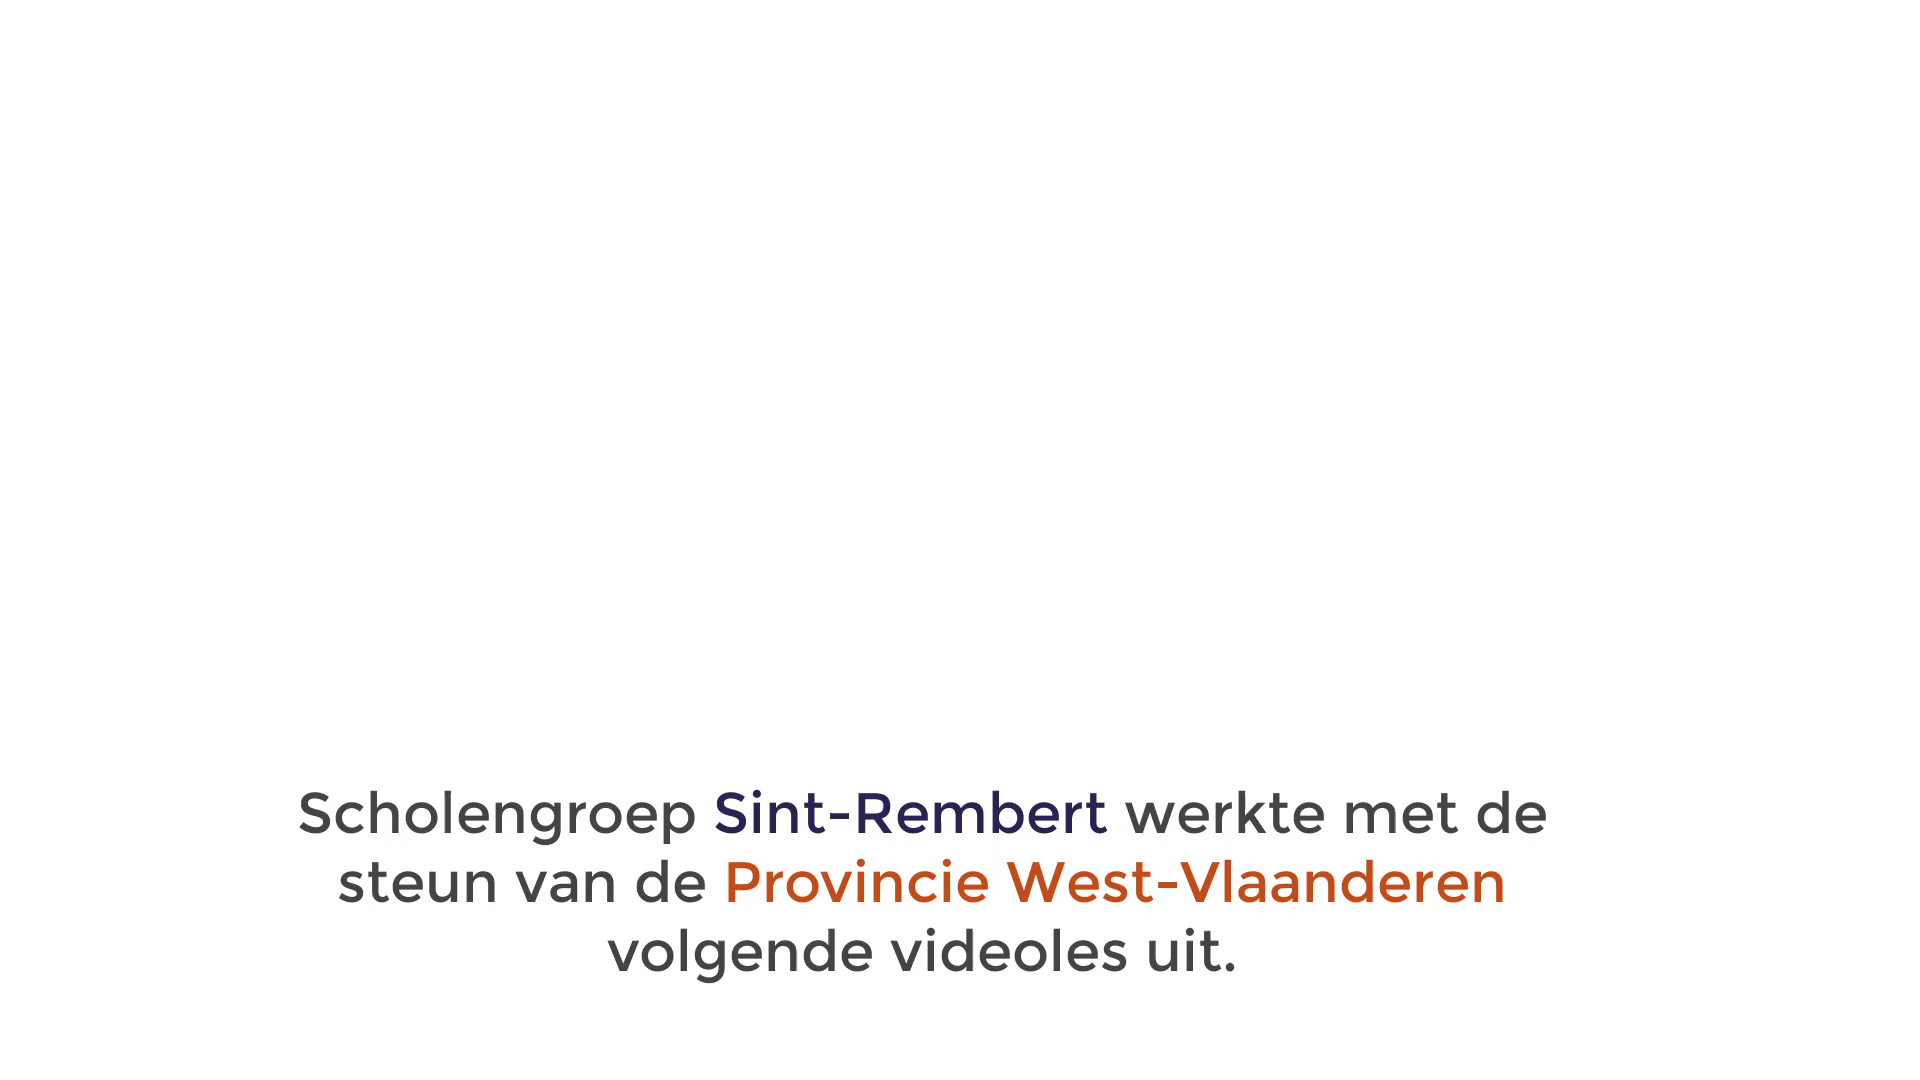 Scholengroep Sint-Rembert werkte met de
steun van de Provincie West-Vlaanderen
volgende videoles uit.